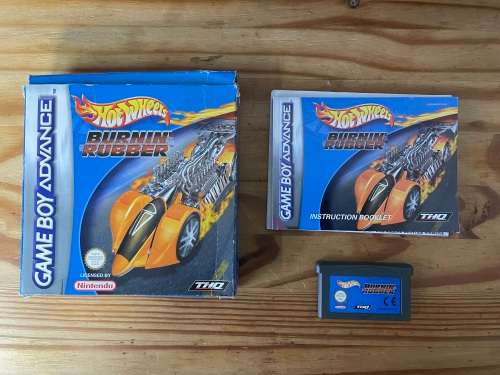 GAME BOY ADVANCE
Hot Wheels
BURNIN'
RUBBER
LICENSED BY
Nintendo
THQ
GAME BOY ADVANCE
Hot Wheels
BURNIN'
RUBBER
INSTRUCTION BOOKLET
THQ
Hot Wheels
BURNIN'
RUBBER
CE